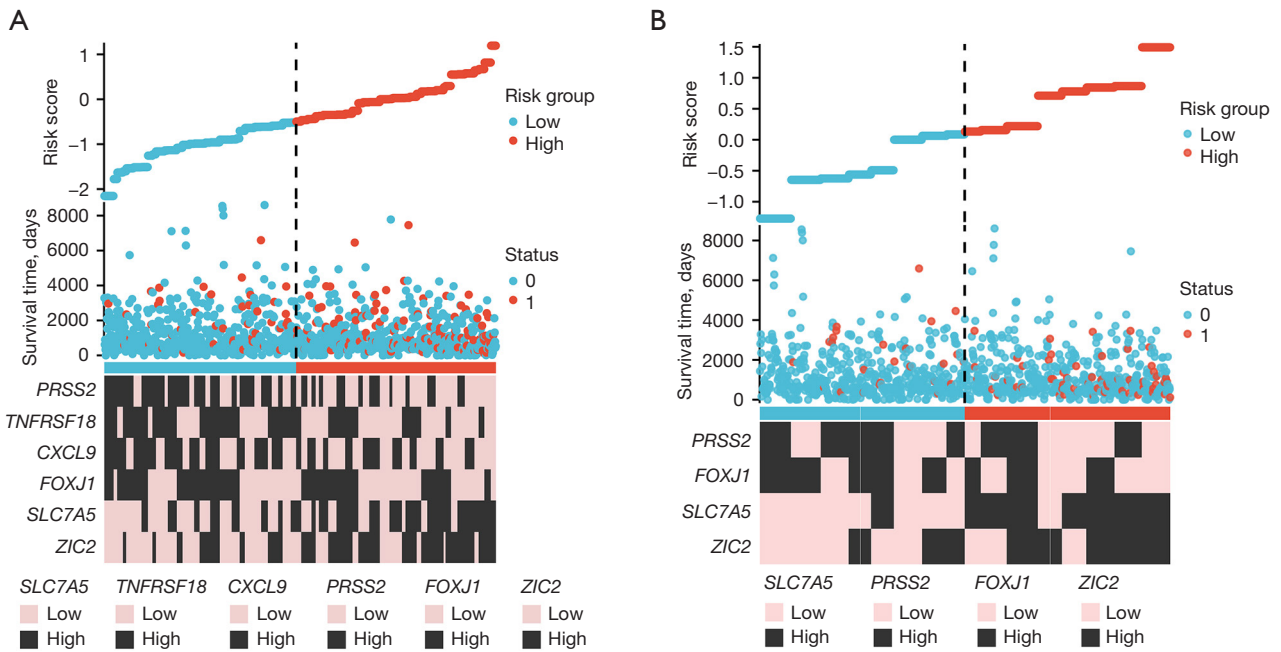 A
Risk score
1
0
−1
−2
Risk group
Low
High
Survival time, days
8000
6000
4000
2000
0
Status
0
1
PRSS2
TNFRSF18
CXCL9
FOXJ1
SLC7A5
ZIC2
SLC7A5 TNFRSF18 CXCL9 PRSS2 FOXJ1 ZIC2
Low Low Low Low Low Low
High High High High High High
B
Risk score
1.5
1.0
0.5
0.0
−0.5
−1.0
Risk group
Low
High
Survival time, days
8000
6000
4000
2000
0
Status
0
1
PRSS2
FOXJ1
SLC7A5
ZIC2
SLC7A5 PRSS2 FOXJ1 ZIC2
Low Low Low Low
High High High High